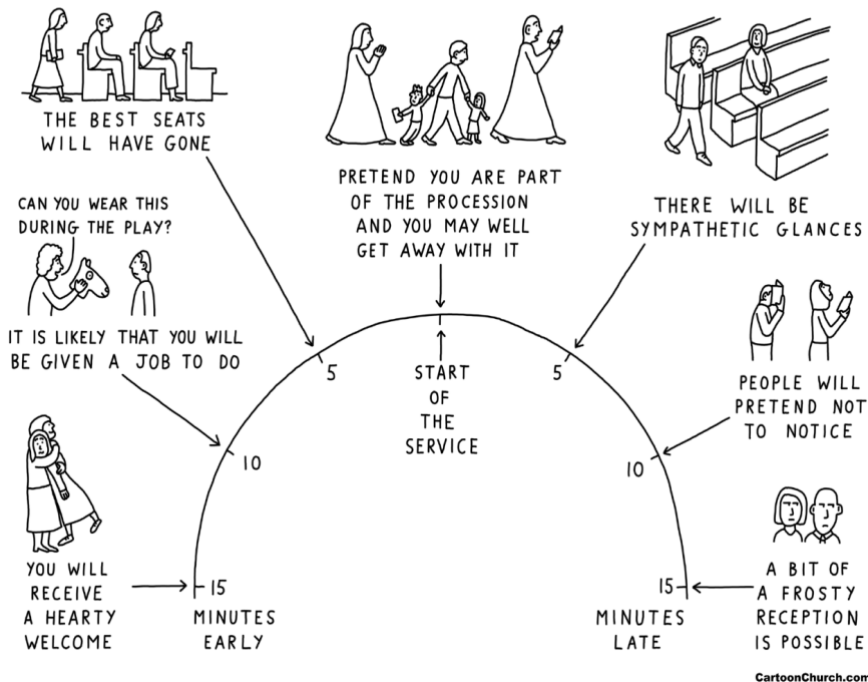 THE BEST SEATS
WILL HAVE GONE
PRETEND YOU ARE PART
OF THE PROCESSION
AND YOU MAY WELL
GET AWAY WITH IT
THERE WILL BE
SYMPATHETIC GLANCES
CAN YOU WEAR THIS
DURING THE PLAY?
IT IS LIKELY THAT YOU WILL
BE GIVEN A JOB TO DO
5
START
OF
THE
SERVICE
5
PEOPLE WILL
PRETEND NOT
TO NOTICE
10
10
YOU WILL
RECEIVE
A HEARTY
WELCOME
15
MINUTES
EARLY
15
MINUTES
LATE
A BIT OF
A FROSTY
RECEPTION
IS POSSIBLE
CartoonChurch.com